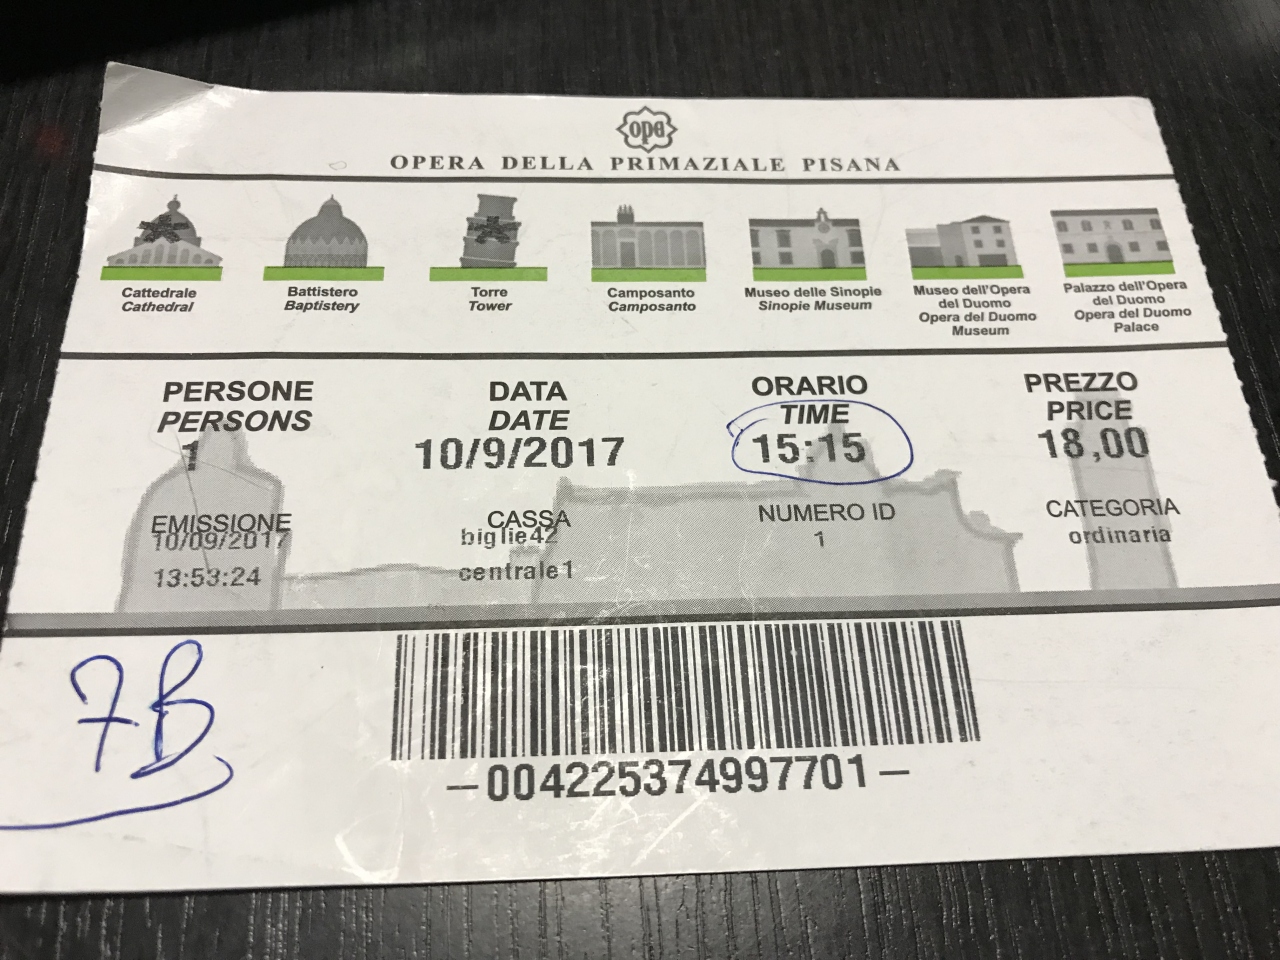 ope
OPERA DELLA PRIMAZIALE PISANA
Cattedrale
Cathedral
Battistero
Baptistery
Torre
Tower
Camposanto
Camposanto
Museo delle Sinopie
Sinopie Museum
Museo dell'Opera
del Duomo
Opera del Duomo
Museum
Palazzo dell'Opera
del Duomo
Opera del Duomo
Palace
PERSONE
PERSONS
1
DATA
DATE
10/9/2017
ORARIO
TIME
15:15
PREZZO
PRICE
18,00
EMISSIONE
10/09/2017
13:53:24
CASSA
biglie42
centrale1
NUMERO ID
1
CATEGORIA
ordinaria
7B
-004225374997701-